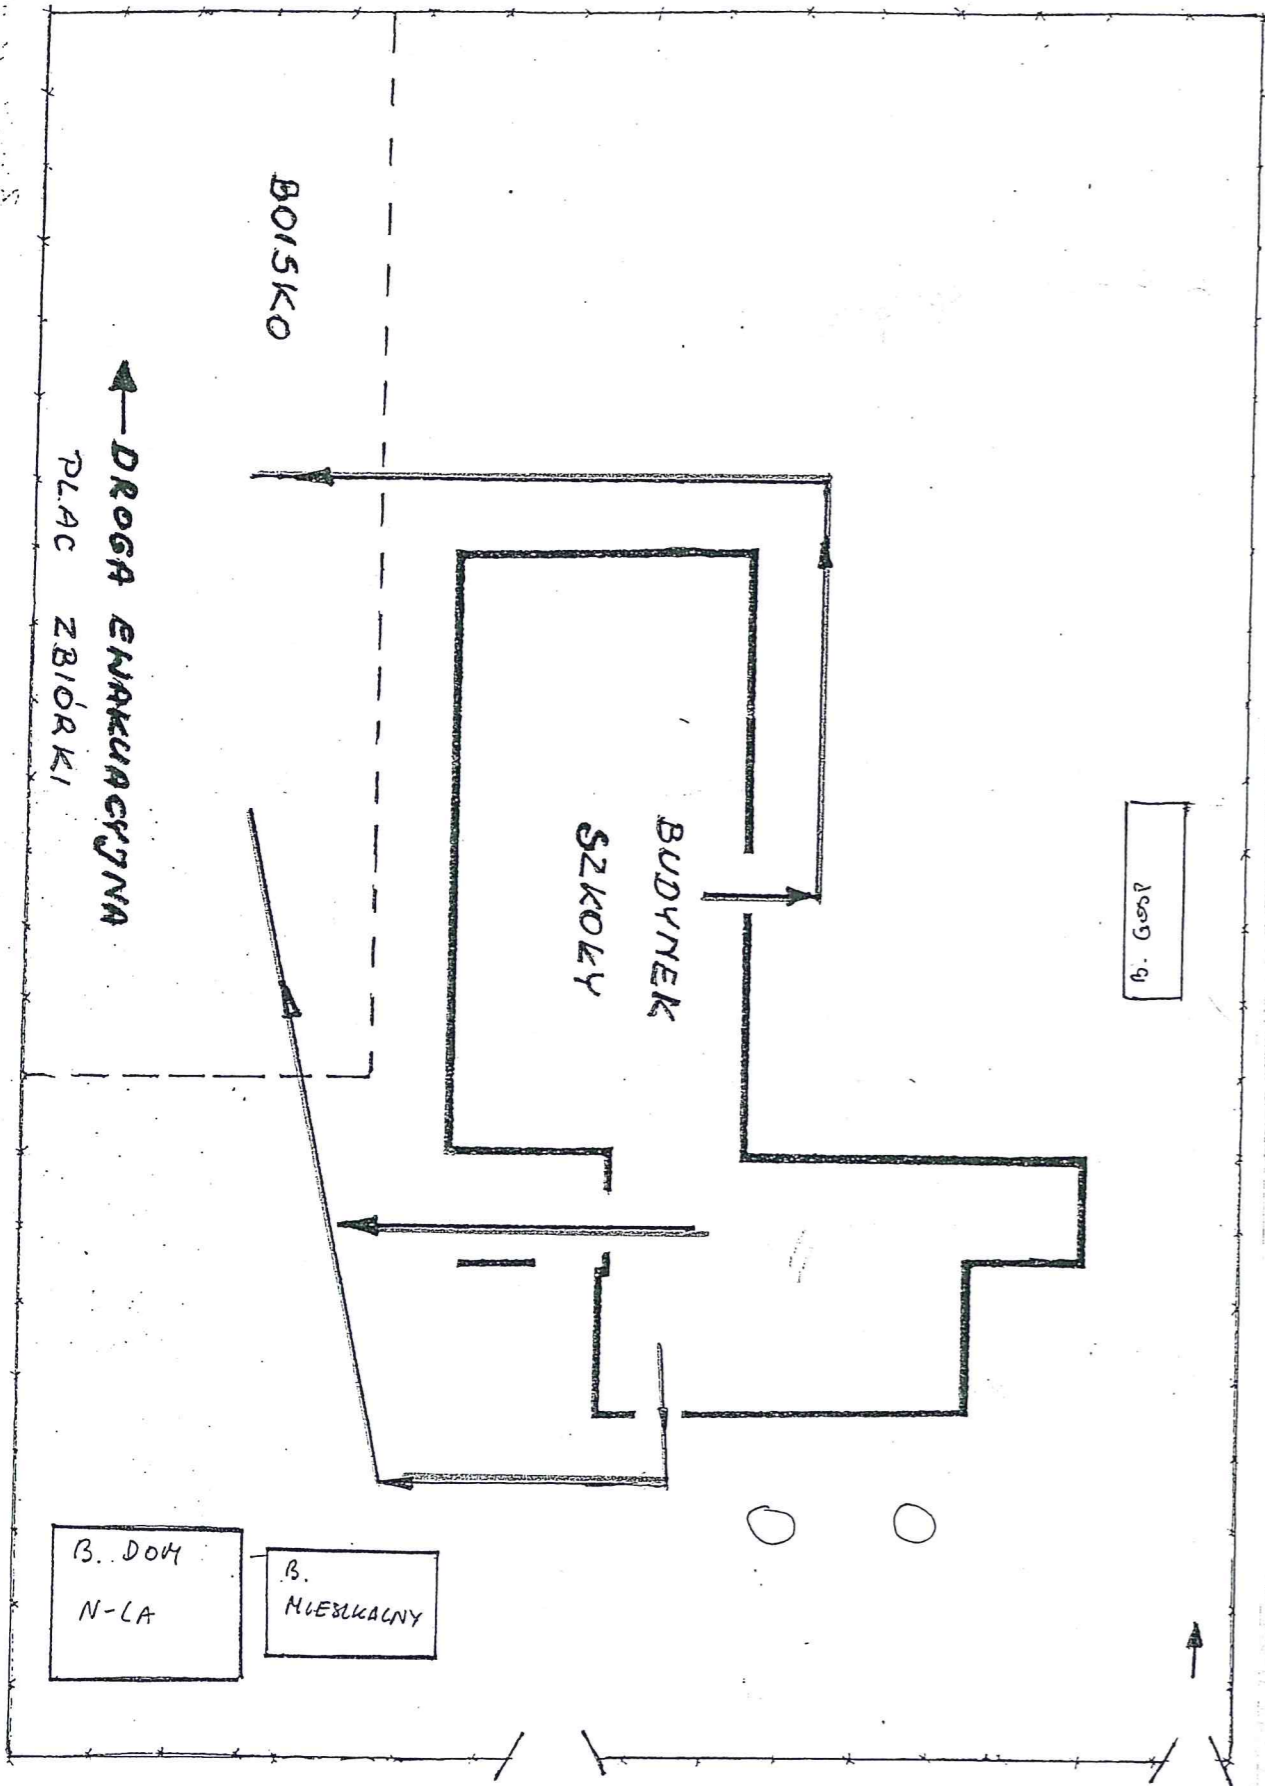 BOISKO
BUDYNEK
SZKOŁY
←DROGA EWAKUACYJNA
PLAC ZBIÓRKI
B. GOSP
B. DOM
N-LA
B.
MIESZKALNY